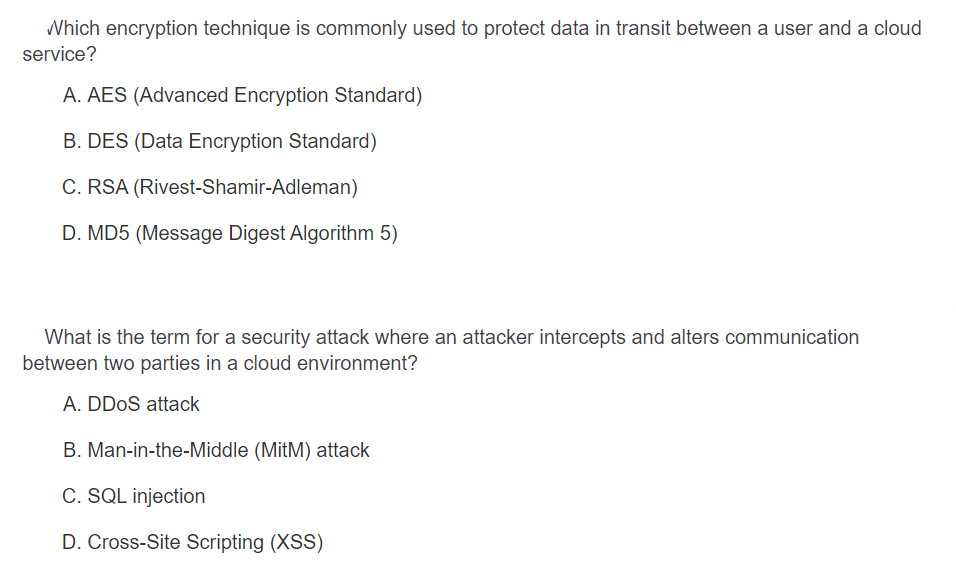 Which encryption technique is commonly used to protect data in transit between a user and a cloud
service?
A. AES (Advanced Encryption Standard)
B. DES (Data Encryption Standard)
C. RSA (Rivest-Shamir-Adleman)
D. MD5 (Message Digest Algorithm 5)
What is the term for a security attack where an attacker intercepts and alters communication
between two parties in a cloud environment?
A. DDoS attack
B. Man-in-the-Middle (MitM) attack
C. SQL injection
D. Cross-Site Scripting (XSS)